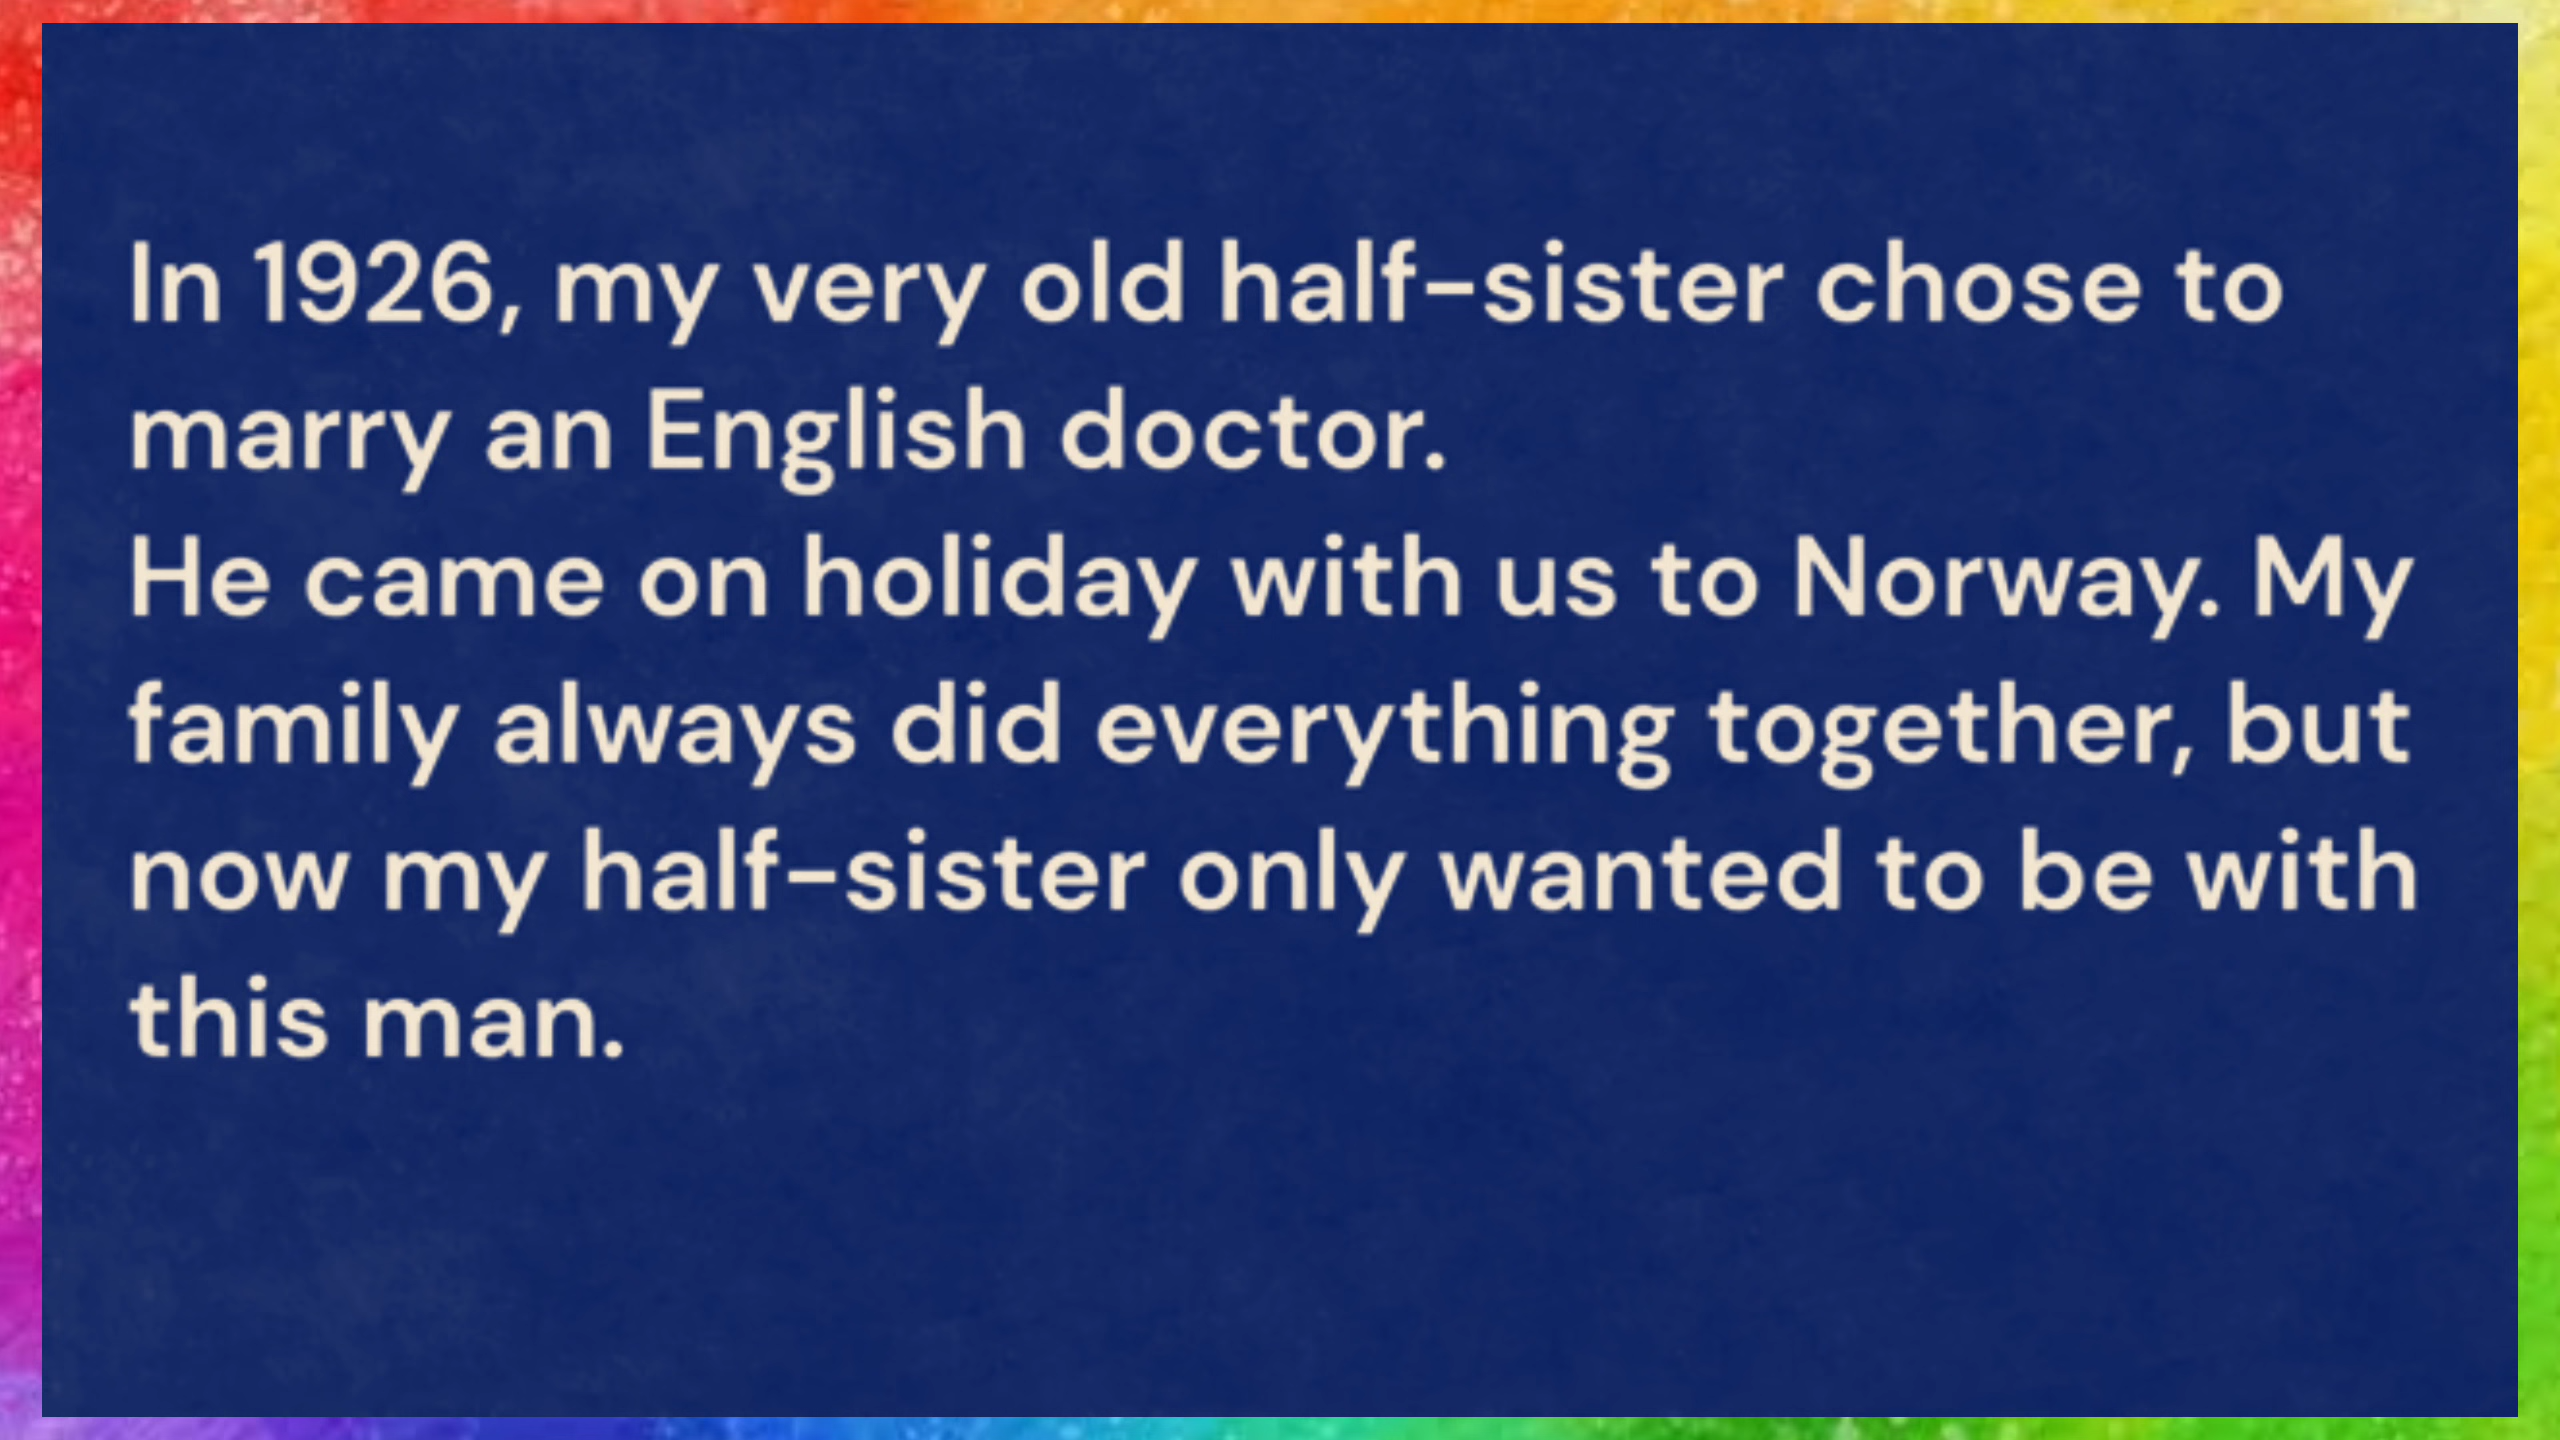 In 1926, my very old half-sister chose to
marry an English doctor.
He came on holiday with us to Norway. My
family always did everything together, but
now my half-sister only wanted to be with
this man.